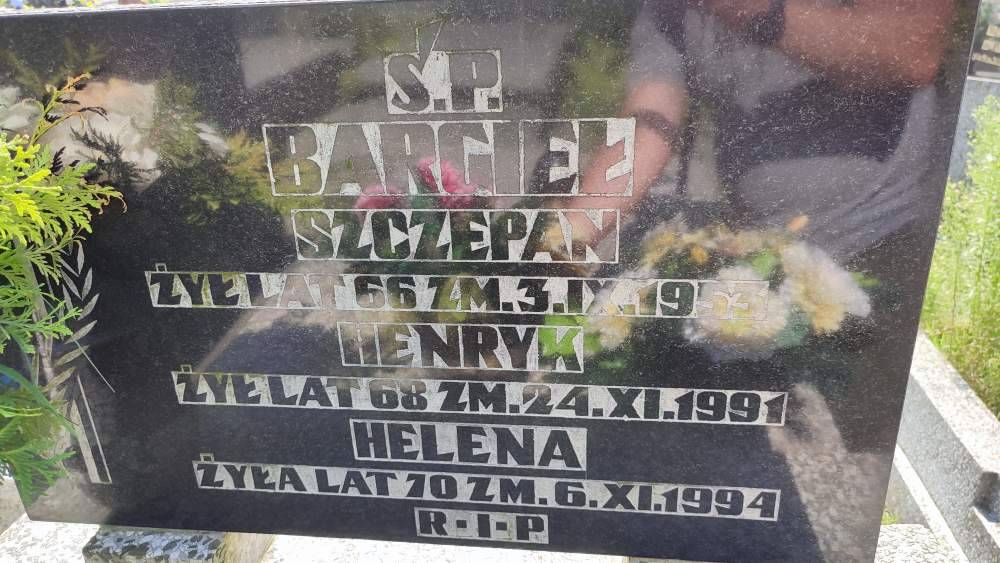 Ś.P.
BARGIEŁ
SZCZEPAN
ŻYŁ LAT 66 ZM. 3.IX.1953
HENRYK
ŻYŁ LAT 68 ZM. 24.XI.1991
HELENA
ŻYŁA LAT 70 ZM. 6.XI.1994
R-I-P